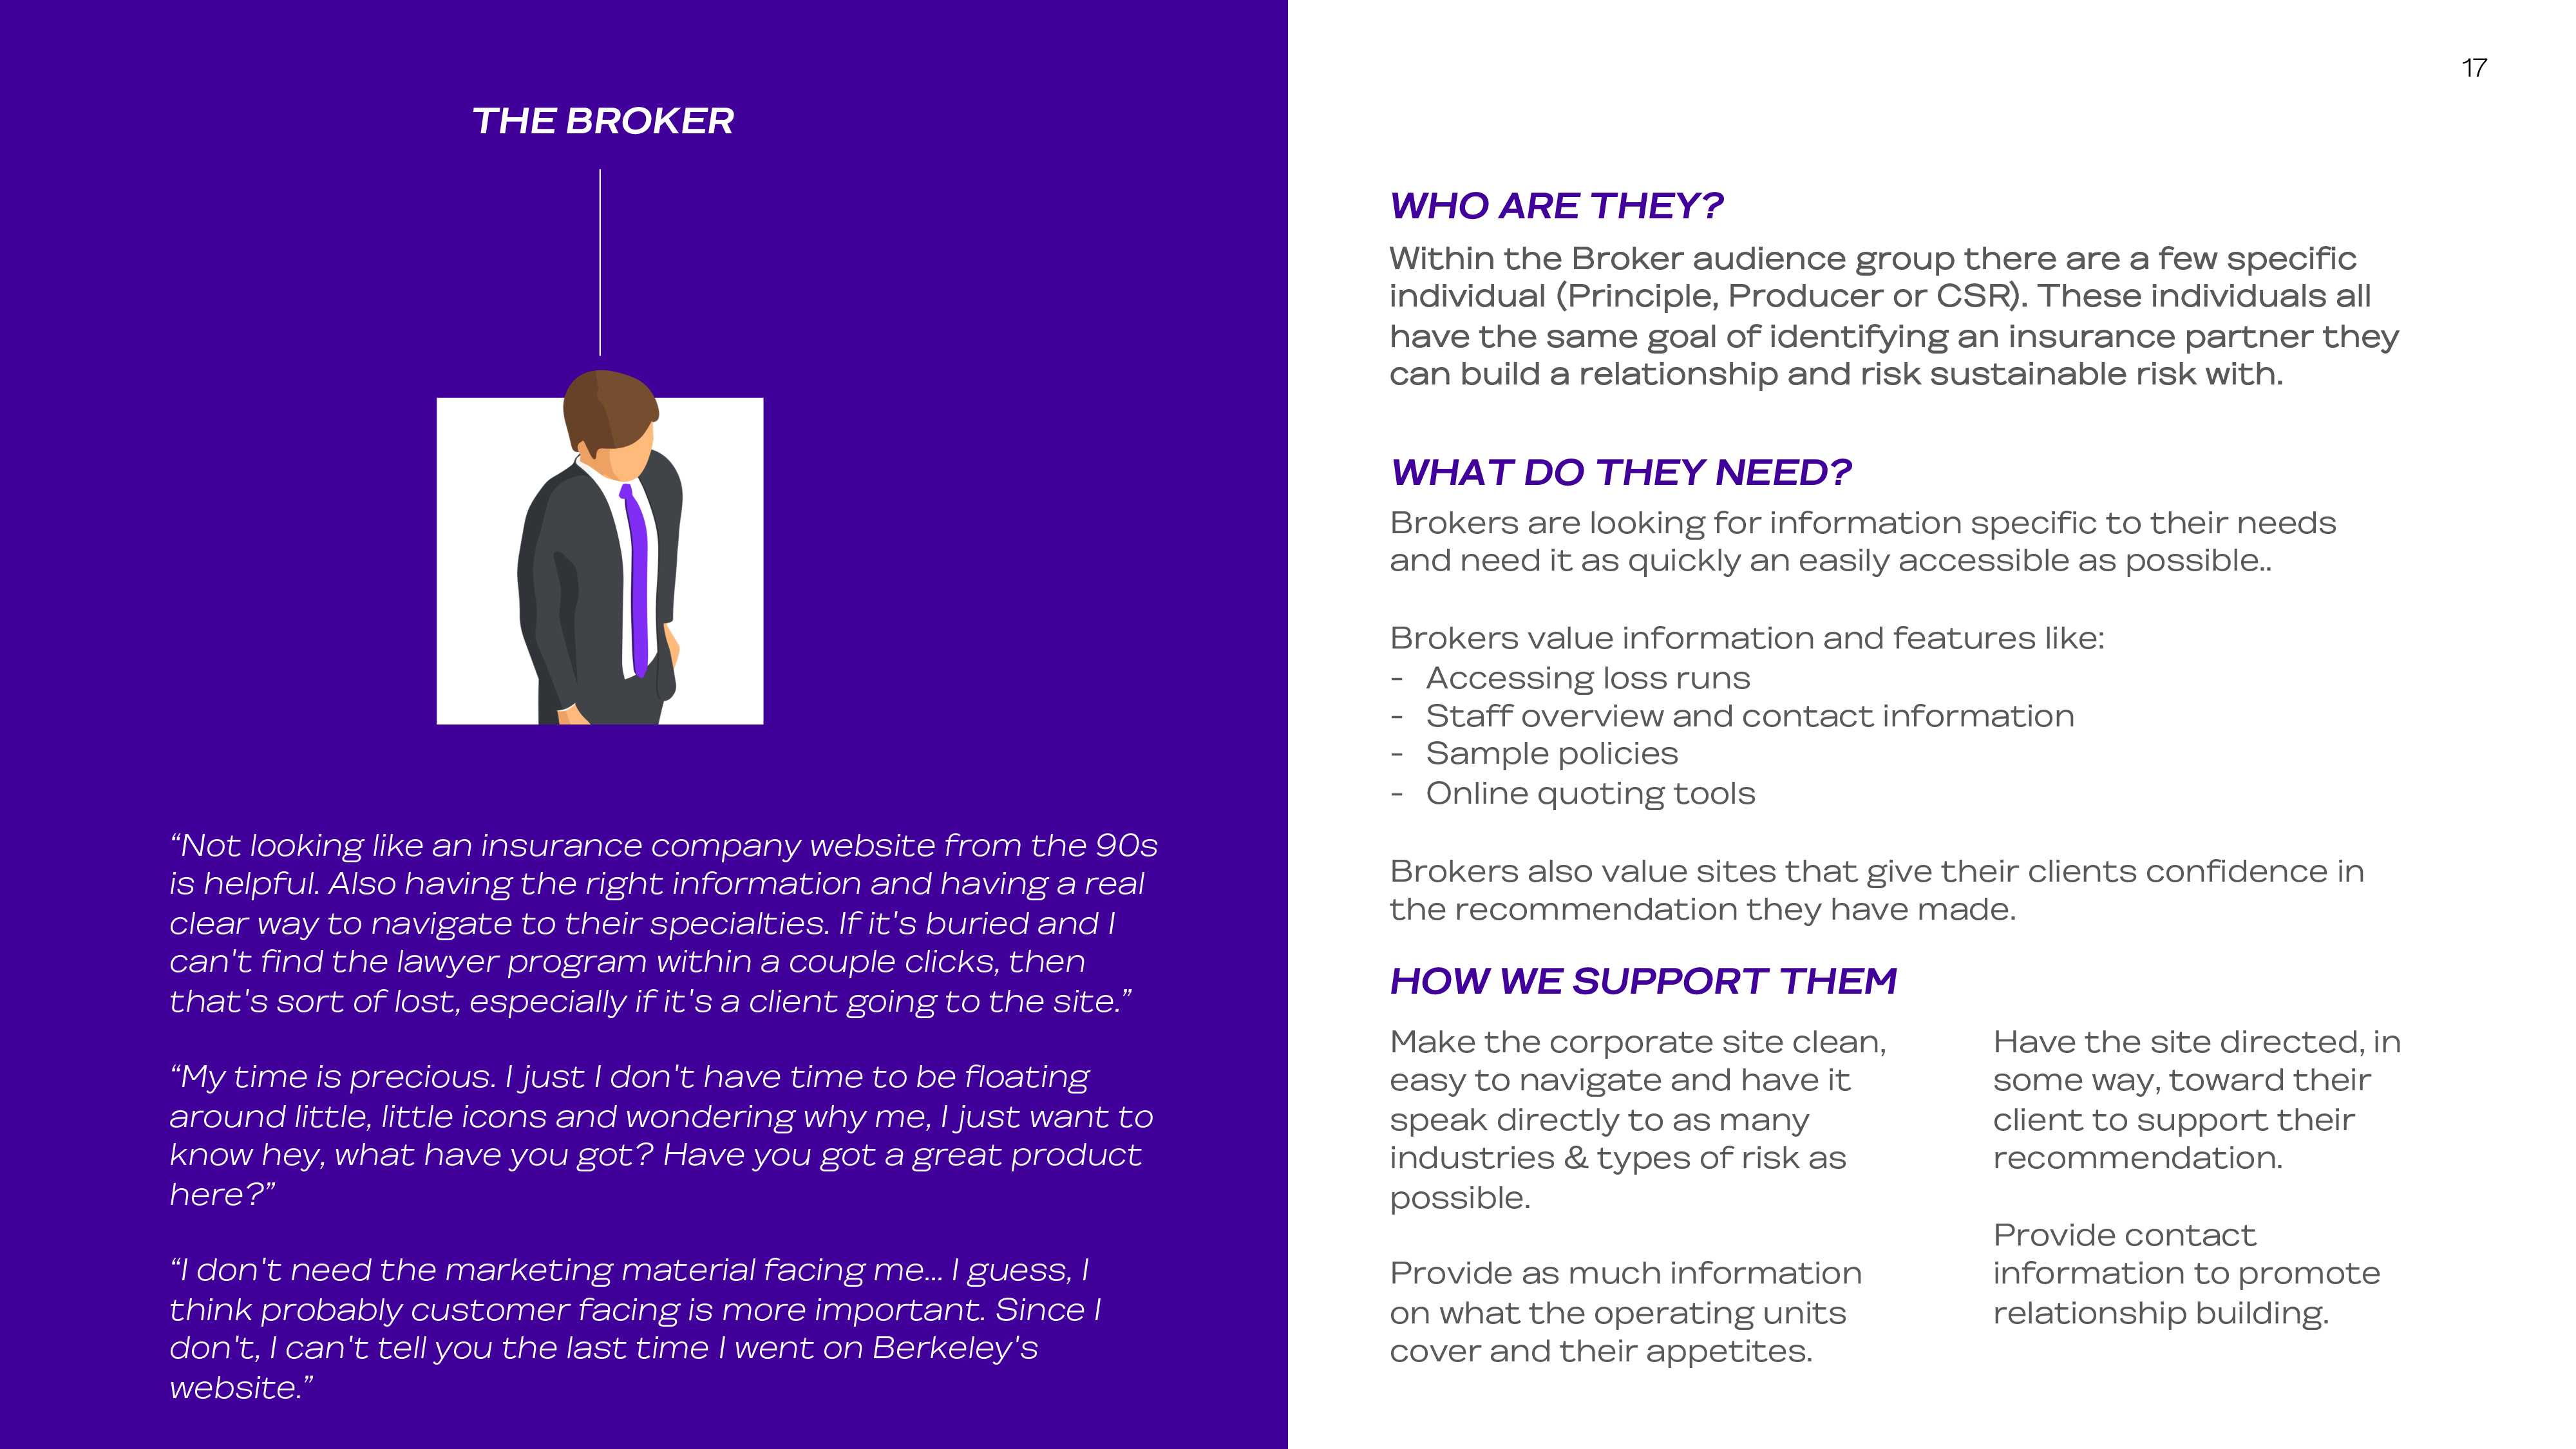 17
THE BROKER
“Not looking like an insurance company website from the 90s
is helpful. Also having the right information and having a real
clear way to navigate to their specialties. If it's buried and I
can't find the lawyer program within a couple clicks, then
that's sort of lost, especially if it's a client going to the site.”
“My time is precious. I just I don't have time to be floating
around little, little icons and wondering why me, I just want to
know hey, what have you got? Have you got a great product
here?”
“I don't need the marketing material facing me... I guess, I
think probably customer facing is more important. Since I
don't, I can't tell you the last time I went on Berkeley's
website.”
WHO ARE THEY?
Within the Broker audience group there are a few specific
individual (Principle, Producer or CSR). These individuals all
have the same goal of identifying an insurance partner they
can build a relationship and risk sustainable risk with.
WHAT DO THEY NEED?
Brokers are looking for information specific to their needs
and need it as quickly an easily accessible as possible..
Brokers value information and features like:
- Accessing loss runs
- Staff overview and contact information
- Sample policies
- Online quoting tools
Brokers also value sites that give their clients confidence in
the recommendation they have made.
HOW WE SUPPORT THEM
Make the corporate site clean,
easy to navigate and have it
speak directly to as many
industries & types of risk as
possible.
Provide as much information
on what the operating units
cover and their appetites.
Have the site directed, in
some way, toward their
client to support their
recommendation.
Provide contact
information to promote
relationship building.